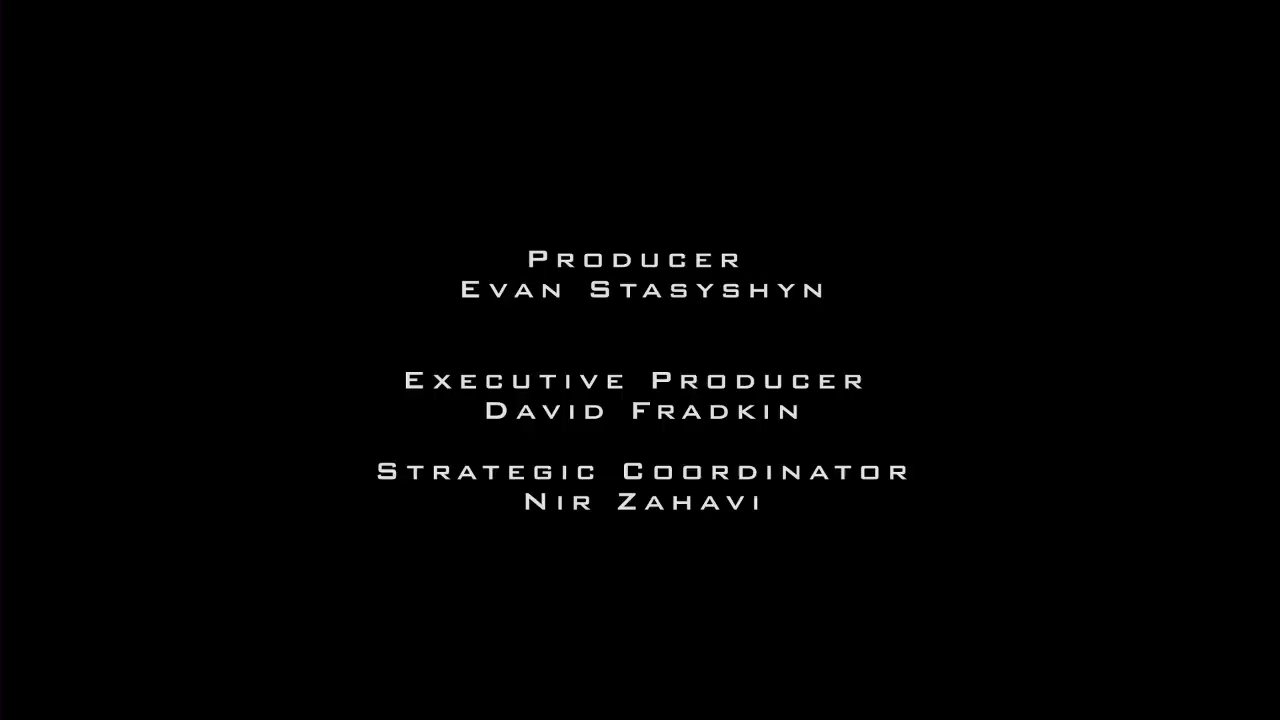 Producer
Evan Stasyshyn
Executive Producer
David Fradkin
Strategic Coordinator
Nir Zahavi